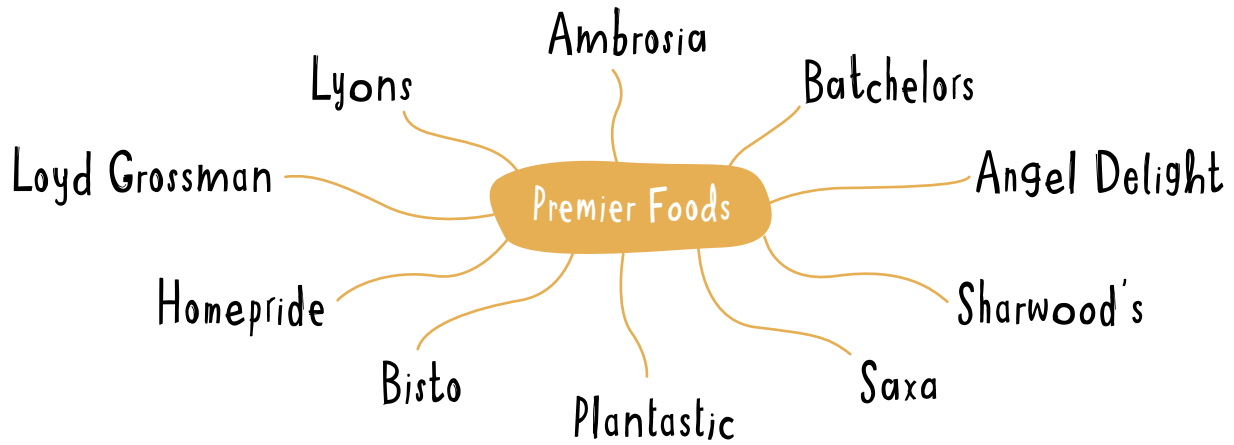 Ambrosia
Lyons
Batchelors
Loyd Grossman
Angel Delight
Premier Foods
Homepride
Sharwood's
Bisto
Saxa
Plantastic